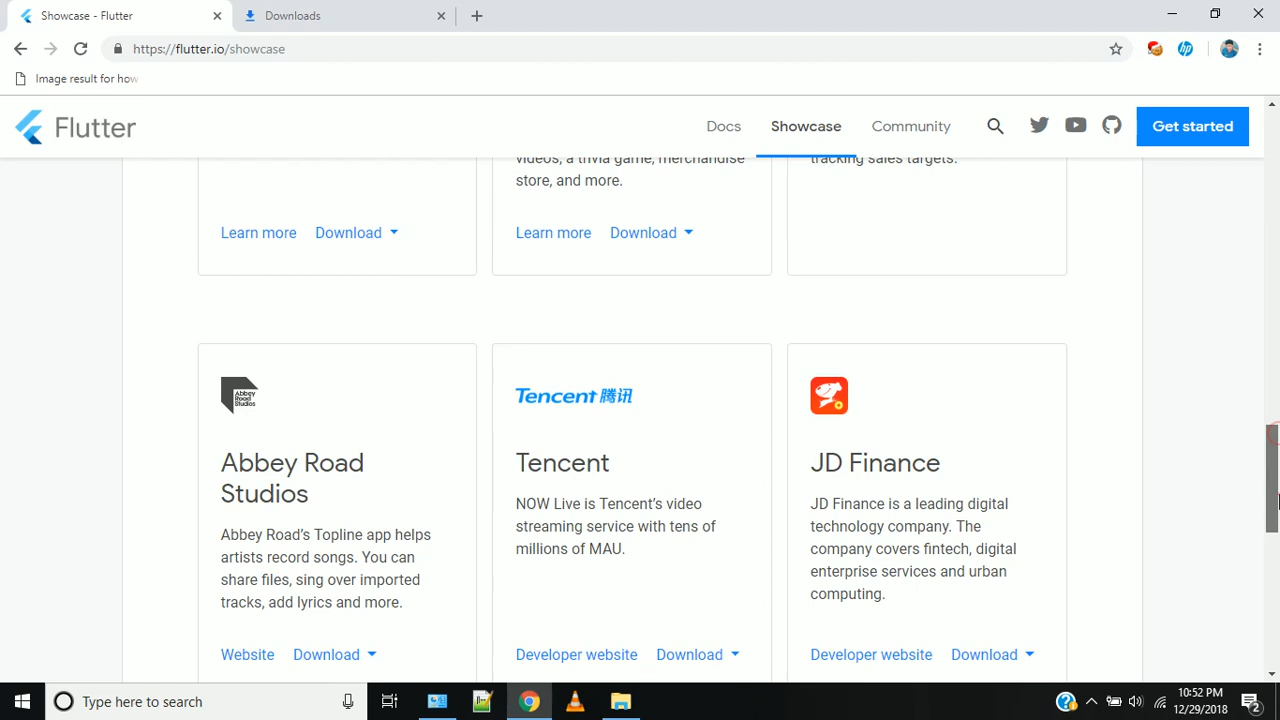 Showcase - Flutter
Downloads
https://flutter.io/showcase
Image result for how
Flutter
Docs
Showcase
Community
Get started
videos, a trivia game, merchandise
store, and more.
tracking sales targets.
Learn more
Download
Learn more
Download
Abbey
Road
Studios
Abbey Road
Studios
Abbey Road's Topline app helps
artists record songs. You can
share files, sing over imported
tracks, add lyrics and more.
Website
Download
Tencent 腾讯
Tencent
NOW Live is Tencent's video
streaming service with tens of
millions of MAU.
Developer website
Download
JD Finance
JD Finance is a leading digital
technology company. The
company covers fintech, digital
enterprise services and urban
computing.
Developer website
Download
Type here to search
10:52 PM
12/29/2018
2